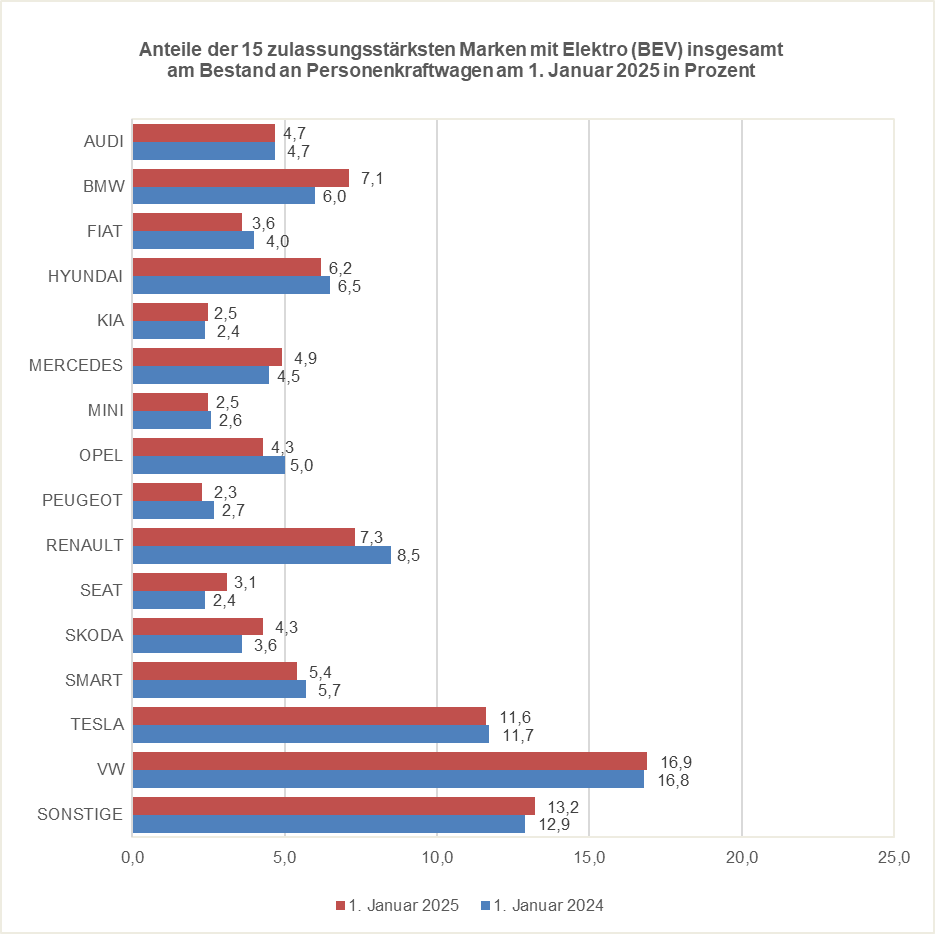 Anteile der 15 zulassungsstärksten Marken mit Elektro (BEV) insgesamt
am Bestand an Personenkraftwagen am 1. Januar 2025 in Prozent
AUDI 4,7
4,7
BMW 7,1
6,0
FIAT 3,6
4,0
HYUNDAI 6,2
6,5
KIA 2,5
2,4
MERCEDES 4,9
4,5
MINI 2,5
2,6
OPEL 4,3
5,0
PEUGEOT 2,3
2,7
RENAULT 7,3
8,5
SEAT 3,1
2,4
SKODA 4,3
3,6
SMART 5,4
5,7
TESLA 11,6
11,7
VW 16,9
16,8
SONSTIGE 13,2
12,9
0,0 5,0 10,0 15,0 20,0 25,0
1. Januar 2025 1. Januar 2024